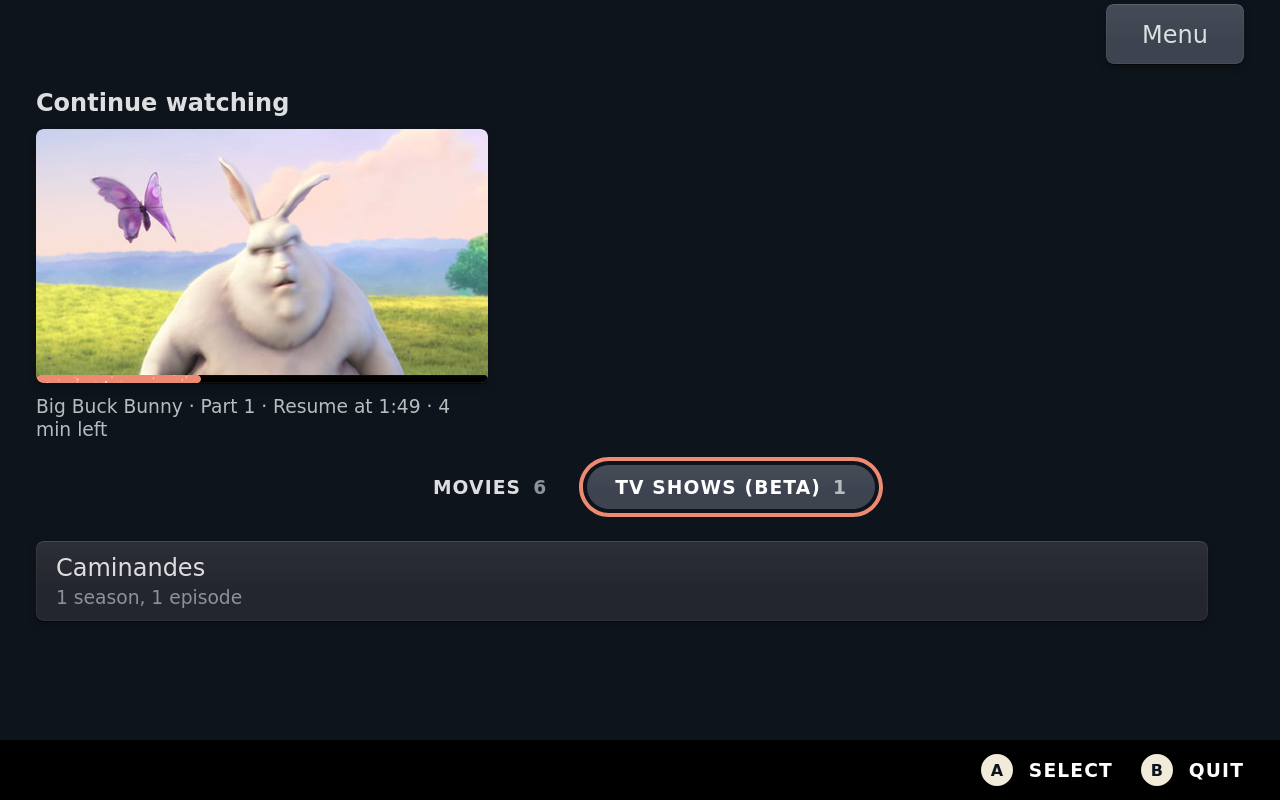 Menu
Continue watching
Big Buck Bunny · Part 1 · Resume at 1:49 · 4
min left
MOVIES 6
TV SHOWS (BETA) 1
Caminandes
1 season, 1 episode
A SELECT
B QUIT